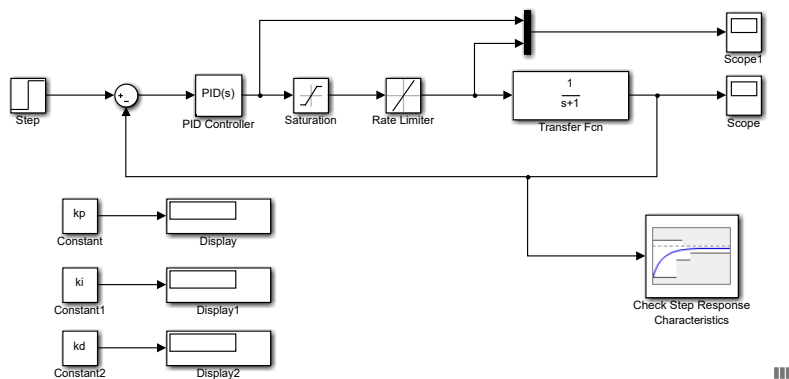 Scope1
Step
PID(s)
PID Controller
Saturation
Rate Limiter
1
s+1
Transfer Fcn
Scope
kp
Constant
Display
ki
Constant1
Display1
kd
Constant2
Display2
Check Step Response
Characteristics